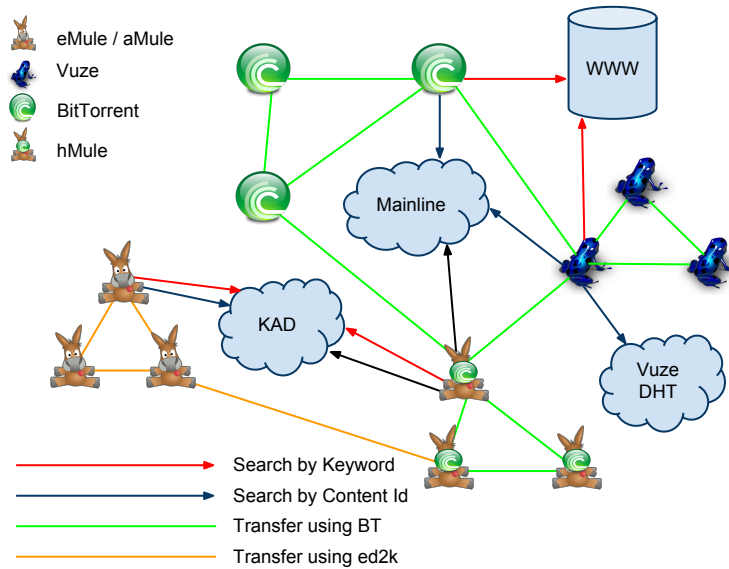 eMule / aMule
Vuze
BitTorrent
hMule
WWW
Mainline
KAD
Vuze
DHT
Search by Keyword
Search by Content Id
Transfer using BT
Transfer using ed2k